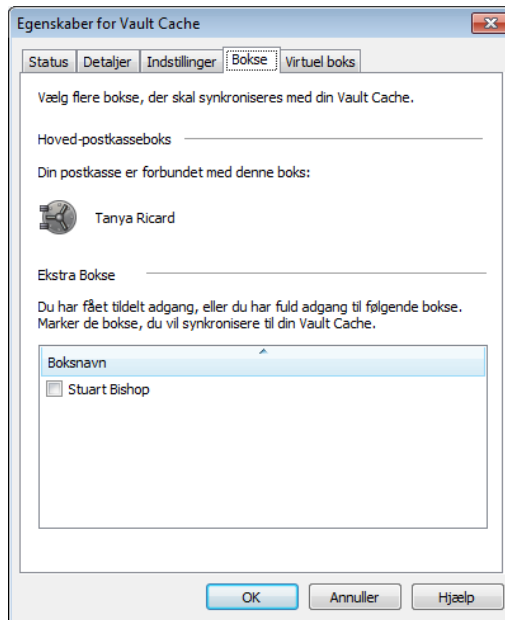 Egenskaber for Vault Cache
Status Detaljer Indstillinger Bokse Virtuel boks
Vælg flere bokse, der skal synkroniseres med din Vault Cache.
Hoved-postkasseboks
Din postkasse er forbundet med denne boks:
Tanya Ricard
Ekstra Bokse
Du har fået tildelt adgang, eller du har fuld adgang til følgende bokse.
Marker de bokse, du vil synkronisere til din Vault Cache.
Boksnavn
Stuart Bishop
OK Annuller Hjælp